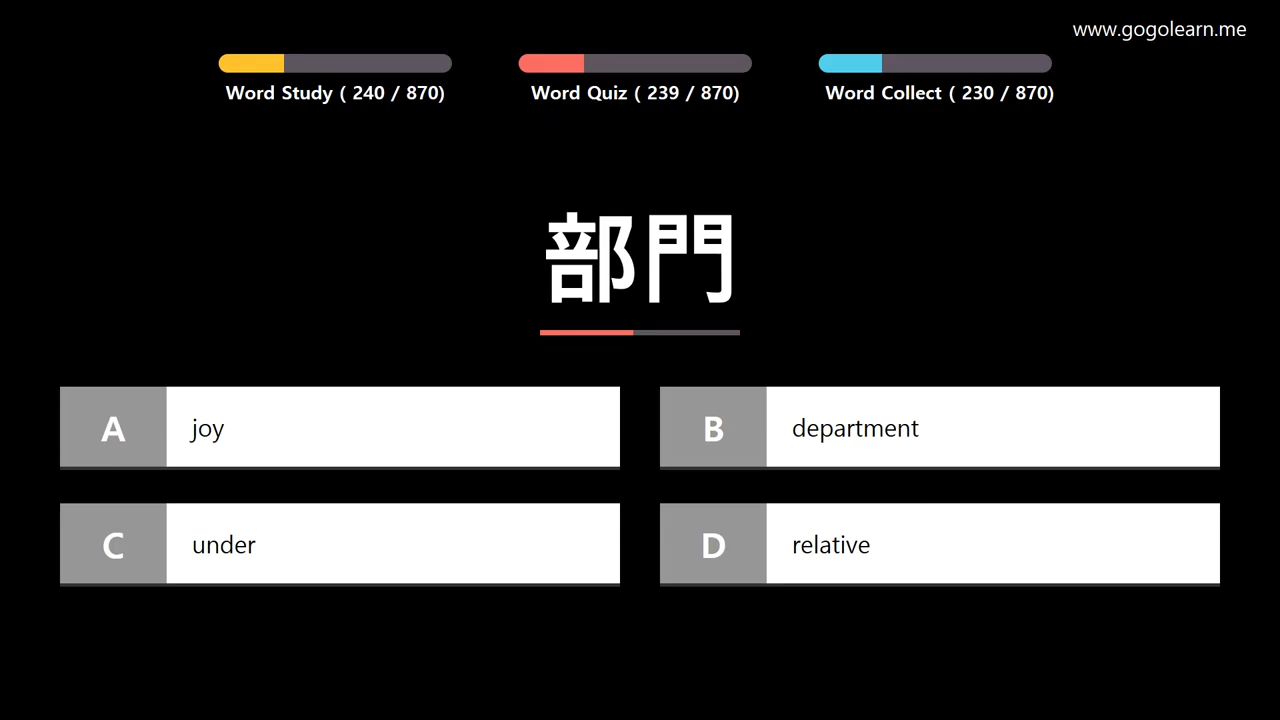 www.gogolearn.me
Word Study ( 240 / 870)
Word Quiz ( 239 / 870)
Word Collect ( 230 / 870)
部門
A joy
B department
C under
D relative